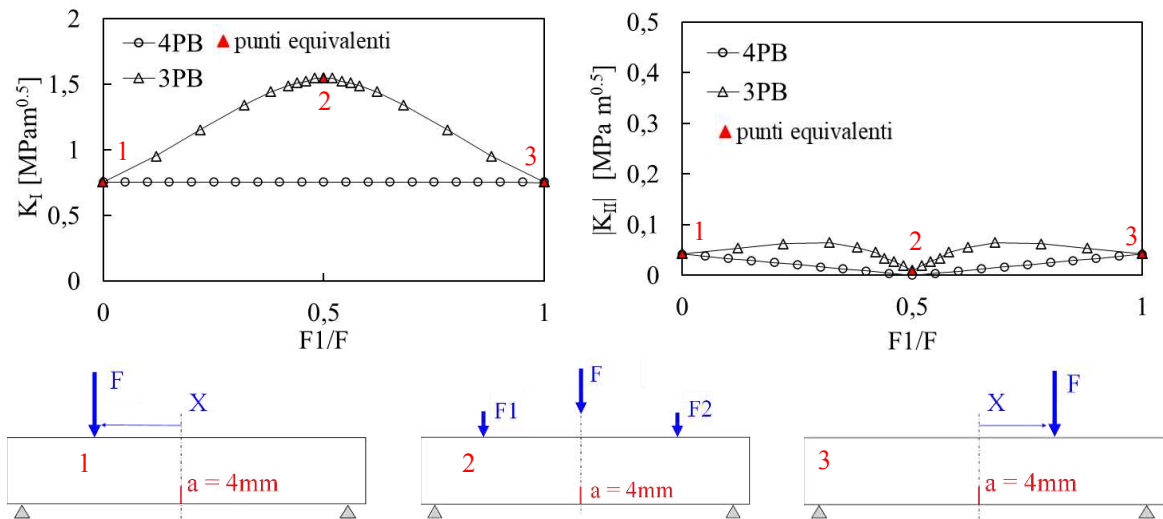 2
1,5
1
0,5
0
K_I [MPam^0.5]
4PB
3PB
punti equivalenti
1
2
3
0
0,5
1
F1/F
0,5
0,4
0,3
0,2
0,1
0
|K_II| [MPa m^0.5]
4PB
3PB
punti equivalenti
1
2
3
0
0,5
1
F1/F
F
X
1
a = 4mm
F
F1
F2
2
a = 4mm
X
F
3
a = 4mm